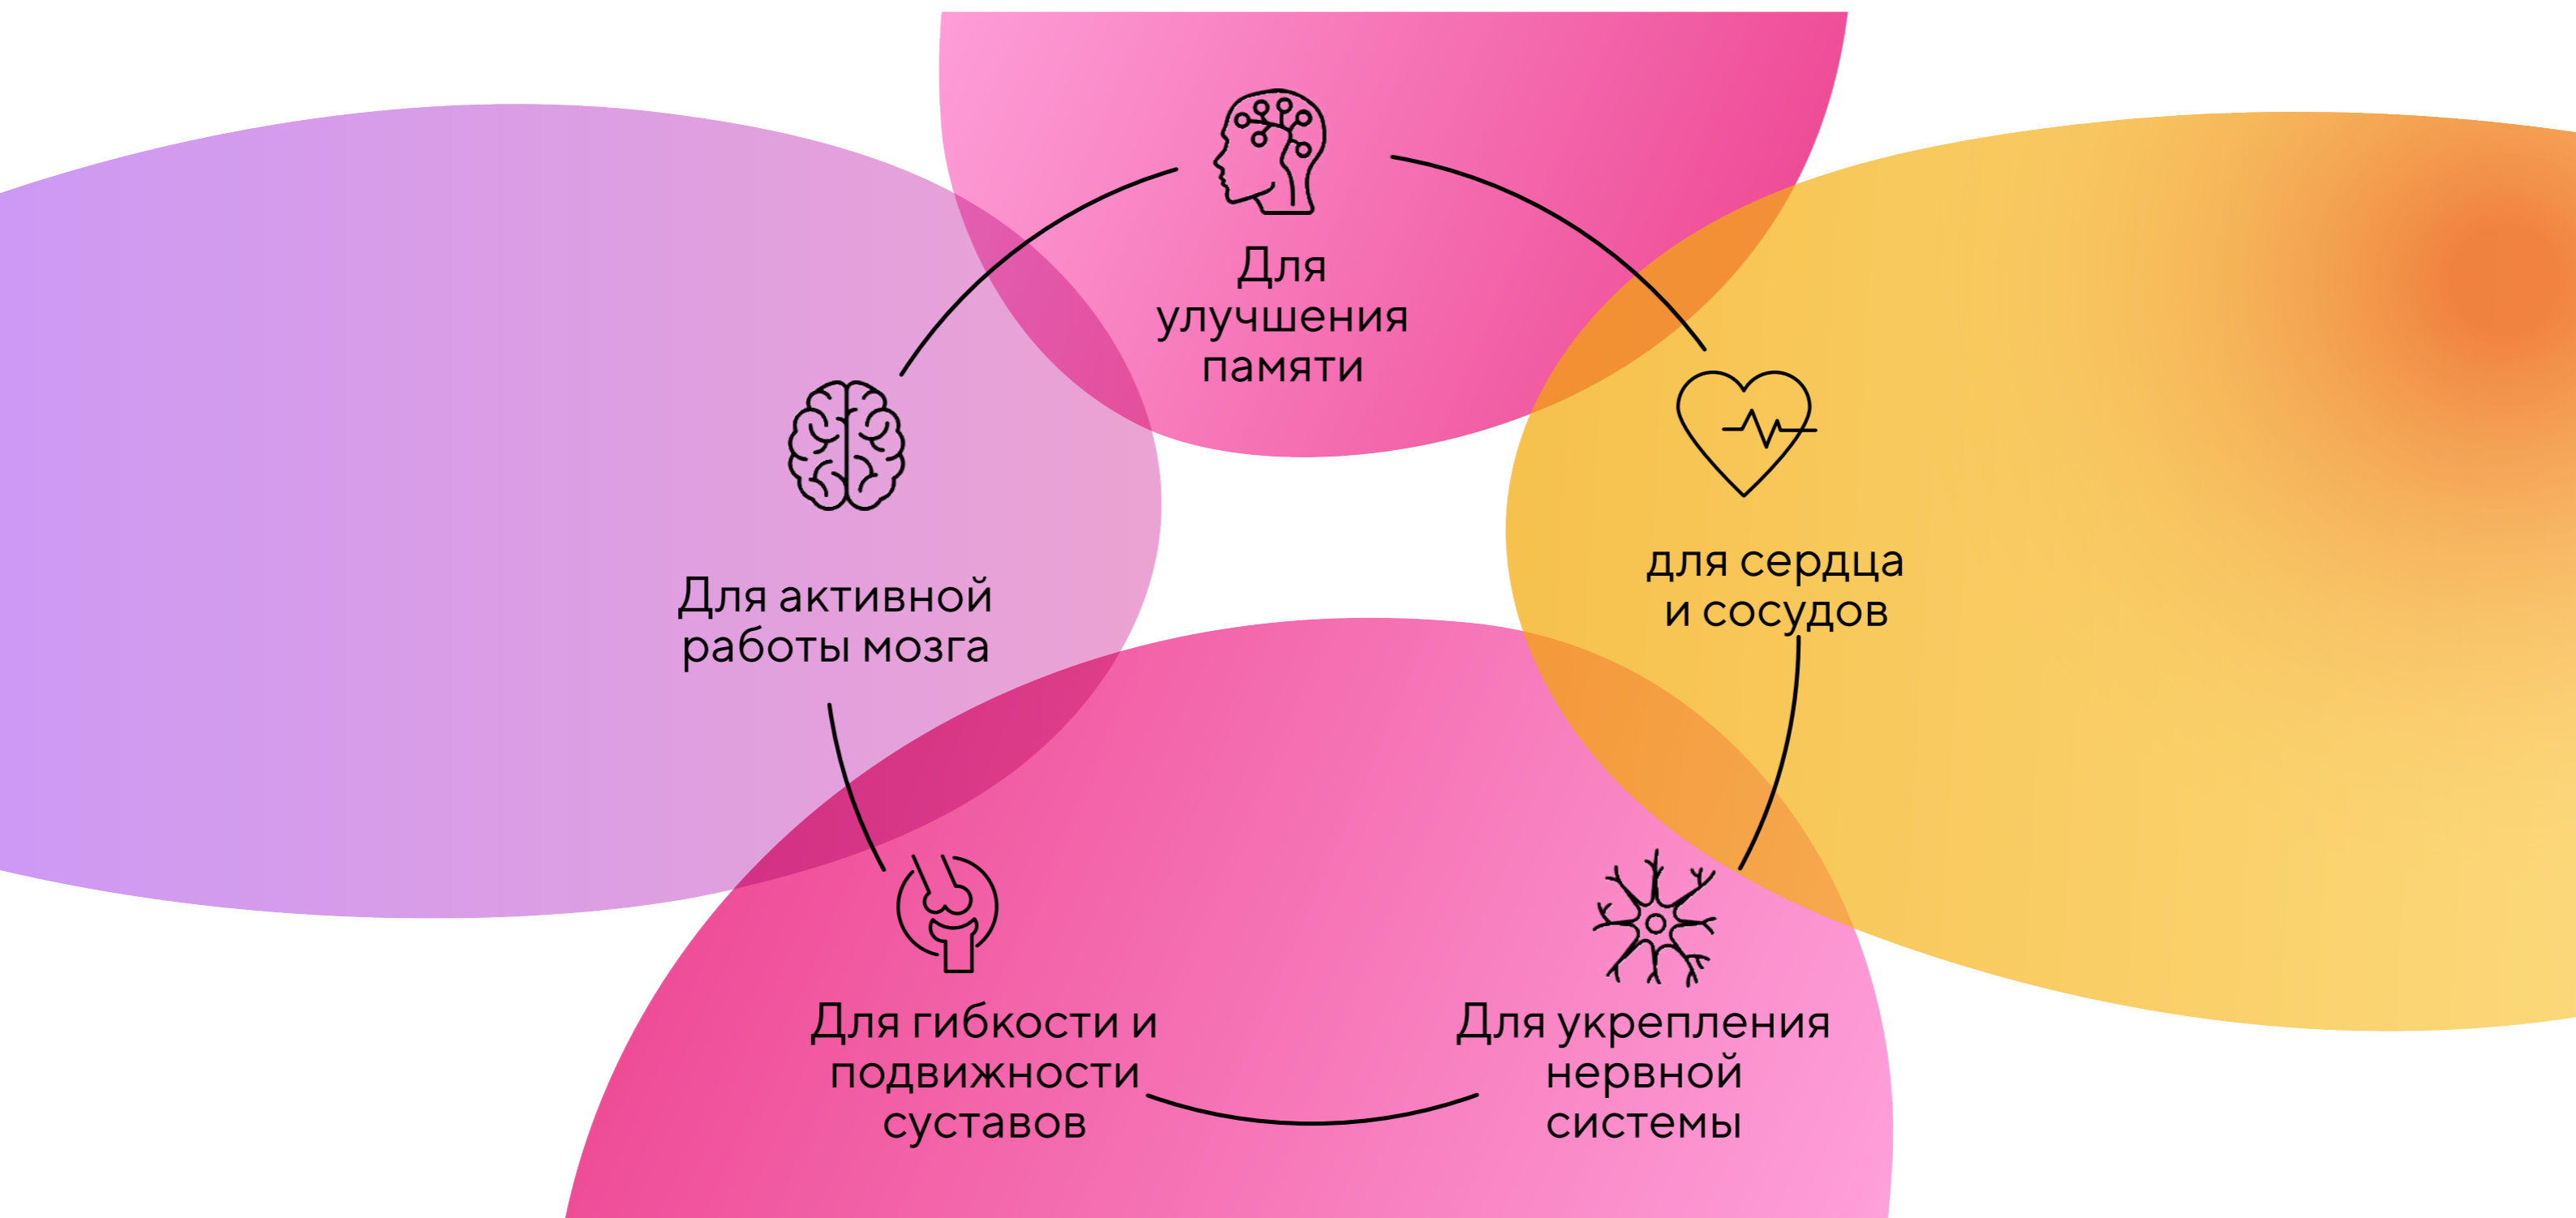 Для
улучшения
памяти
для сердца
и сосудов
Для активной
работы мозга
Для гибкости и
подвижности
суставов
Для укрепления
нервной
системы